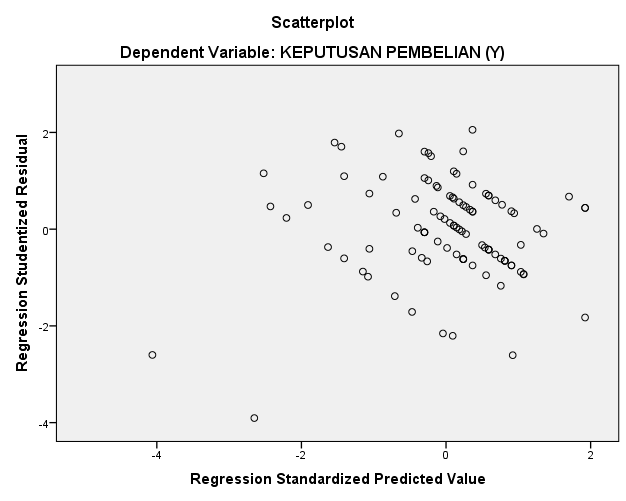 Scatterplot
Dependent Variable: KEPUTUSAN PEMBELIAN (Y)
Regression Studentized Residual
2
0
-2
-4
-4
-2
0
2
Regression Standardized Predicted Value